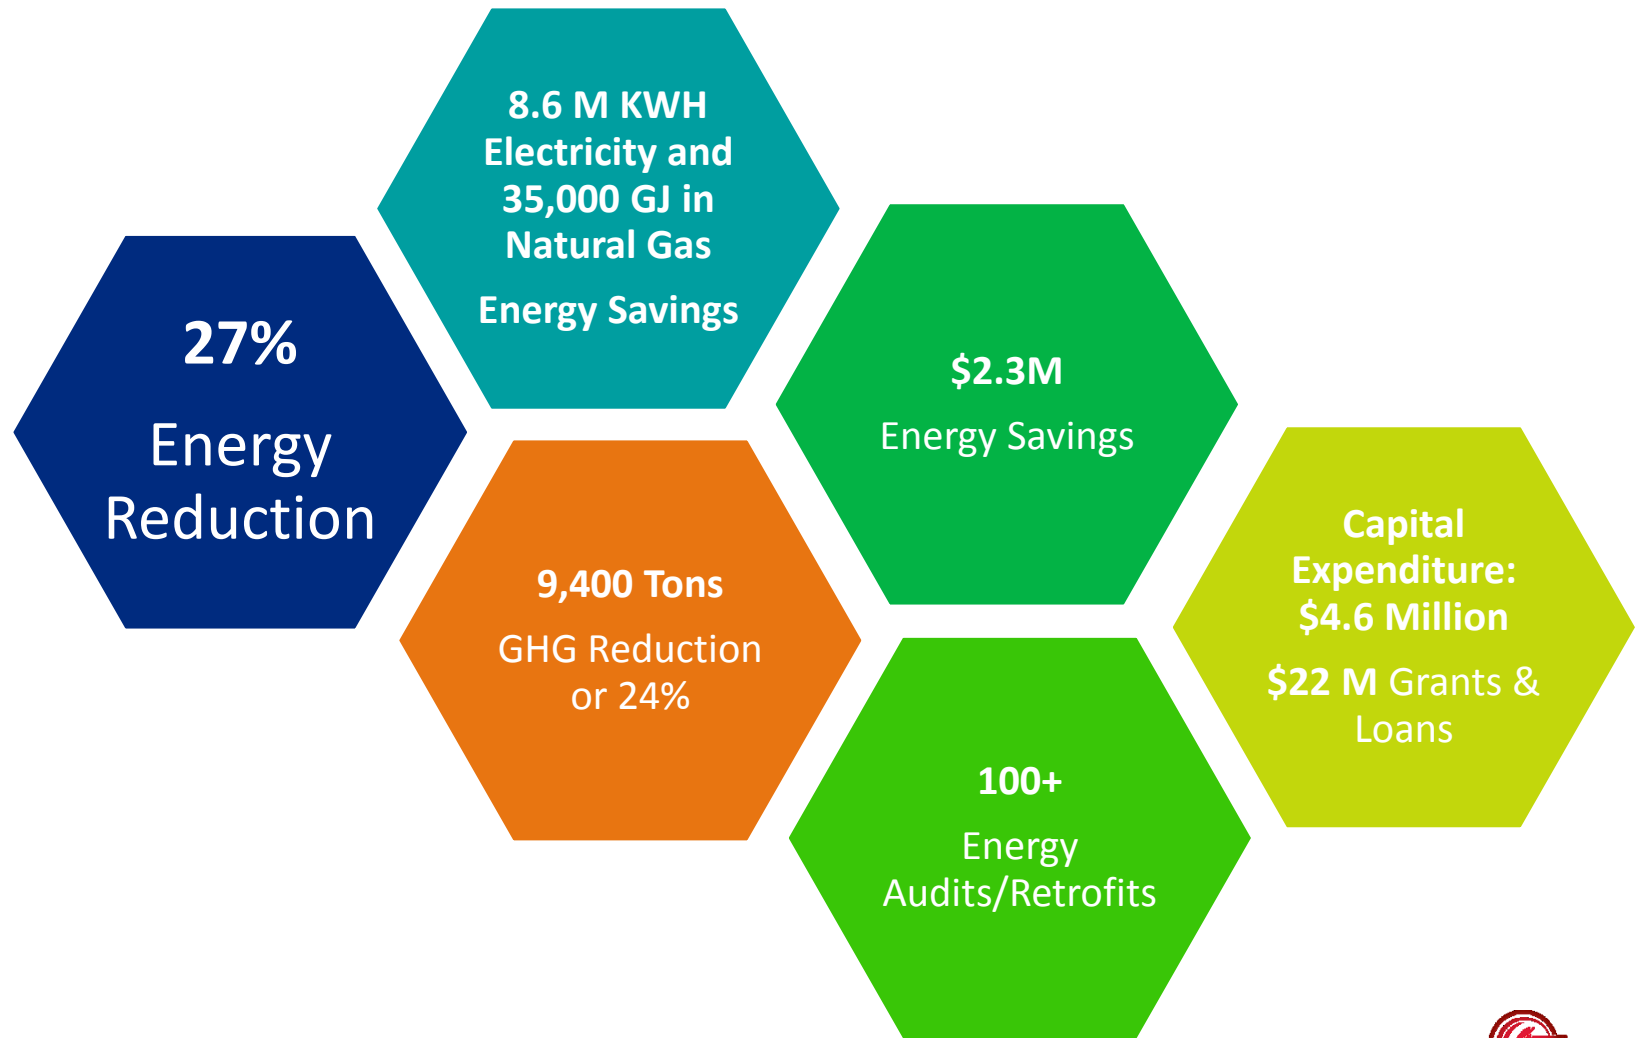 27%
Energy
Reduction
8.6 M KWH
Electricity and
35,000 GJ in
Natural Gas
Energy Savings
9,400 Tons
GHG Reduction
or 24%
$2.3M
Energy Savings
100+
Energy
Audits/Retrofits
Capital
Expenditure:
$4.6 Million
$22 M Grants &
Loans